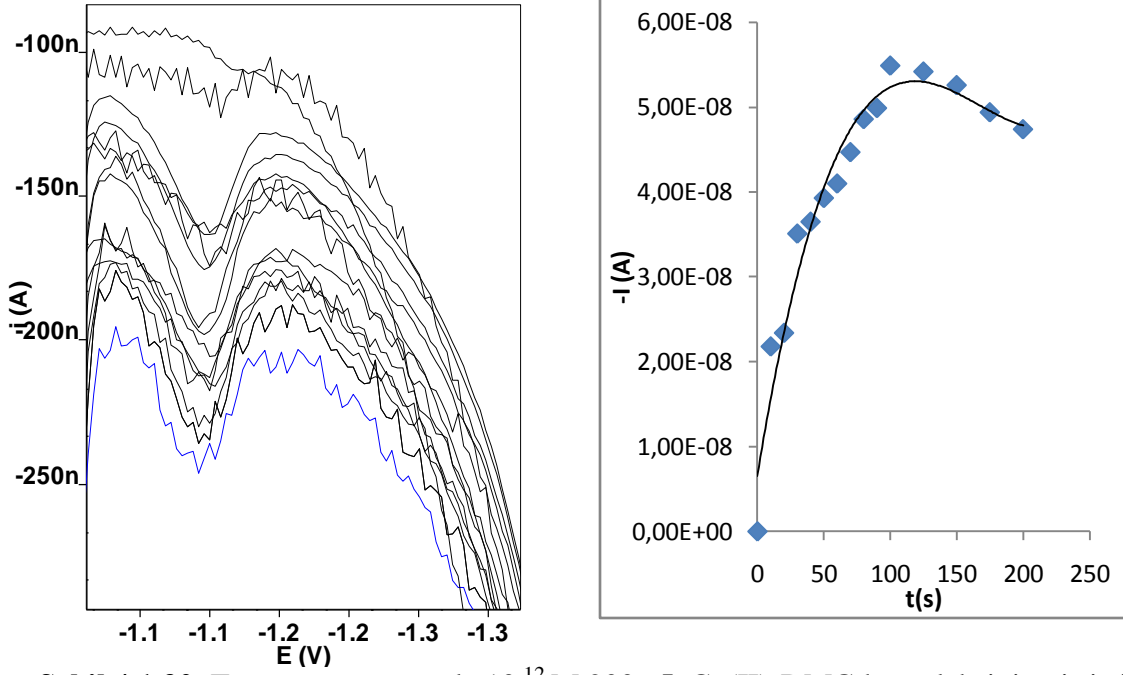 -100n
-150n
-200n
-250n
i (A)
-1.1 -1.1 -1.2 -1.2 -1.3 -1.3
E (V)
6,00E-08
5,00E-08
4,00E-08
3,00E-08
2,00E-08
1,00E-08
0,00E+00
-I (A)
0 50 100 150 200 250
t(s)